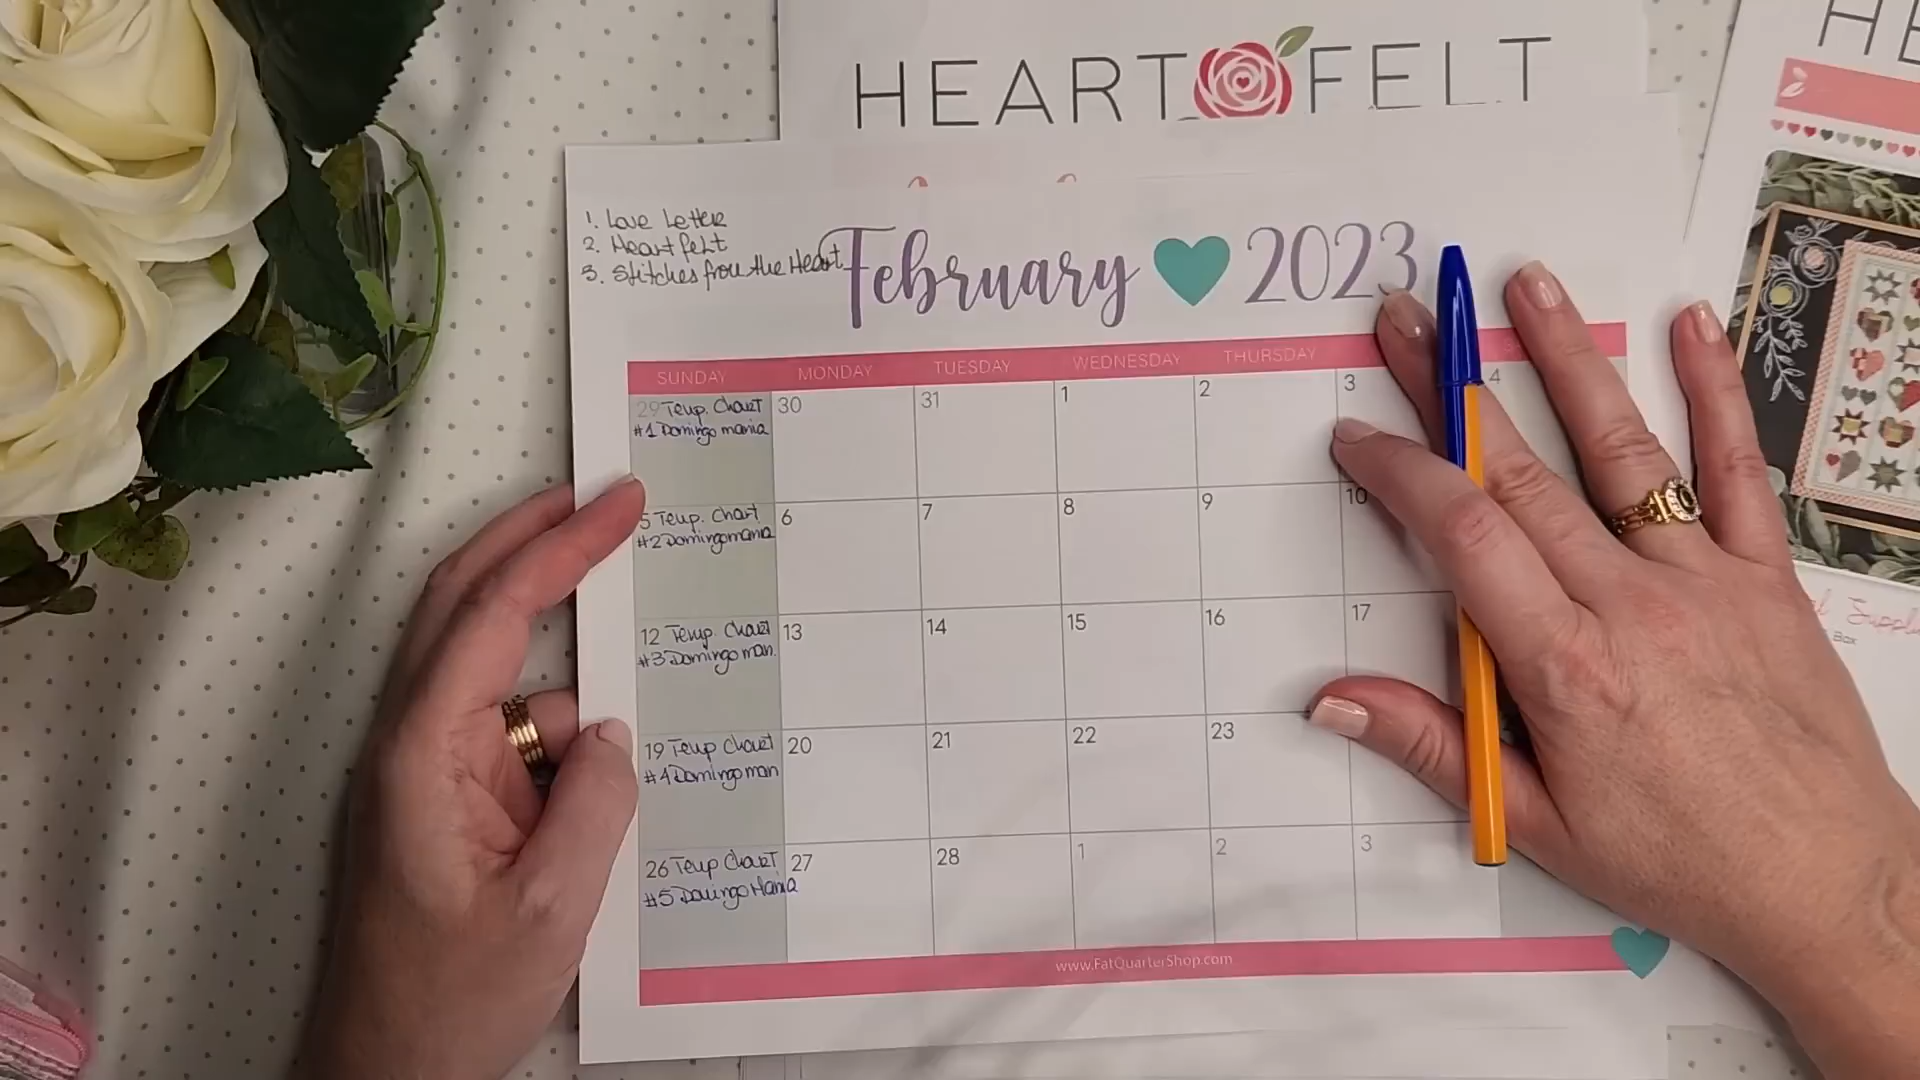 HEART FELT
HE
1. Love Letter
2. Heart felt
3. Stitches from the Heart
February 2023
SUNDAY MONDAY TUESDAY WEDNESDAY THURSDAY
29 Temp. Chart 30 31 1 2 3 4
#1 Domingo mania
5 Temp. Chart 6 7 8 9 10
#2 Domingomania
12 Temp. Chart 13 14 15 16 17
#3 Domingo man.
19 Temp Chart 20 21 22 23
#4 Domingo man
26 Temp Chart 27 28 1 2 3
#5 Domingo Mania
www.FatQuarterShop.com
Box